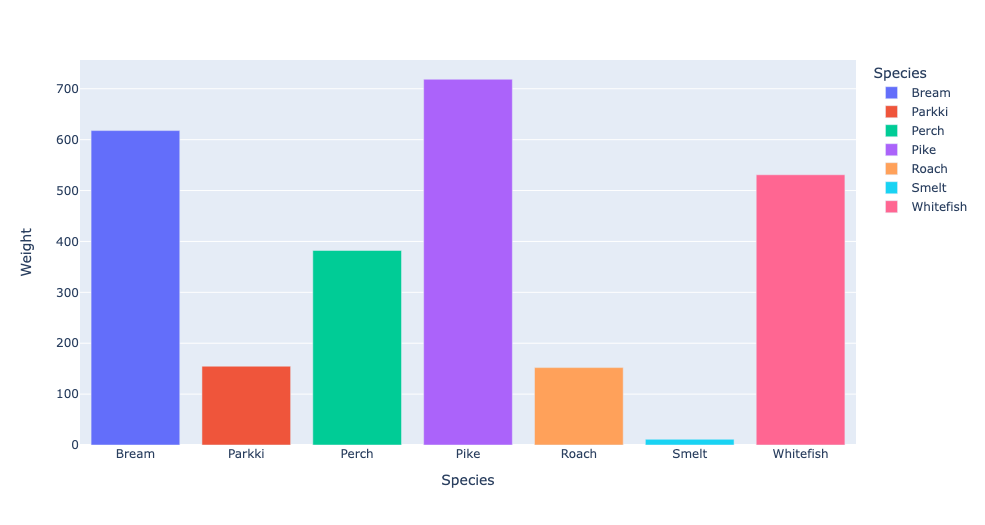 Species
Bream
Parkki
Perch
Pike
Roach
Smelt
Whitefish
Weight
700
600
500
400
300
200
100
0
Bream Parkki Perch Pike Roach Smelt Whitefish
Species